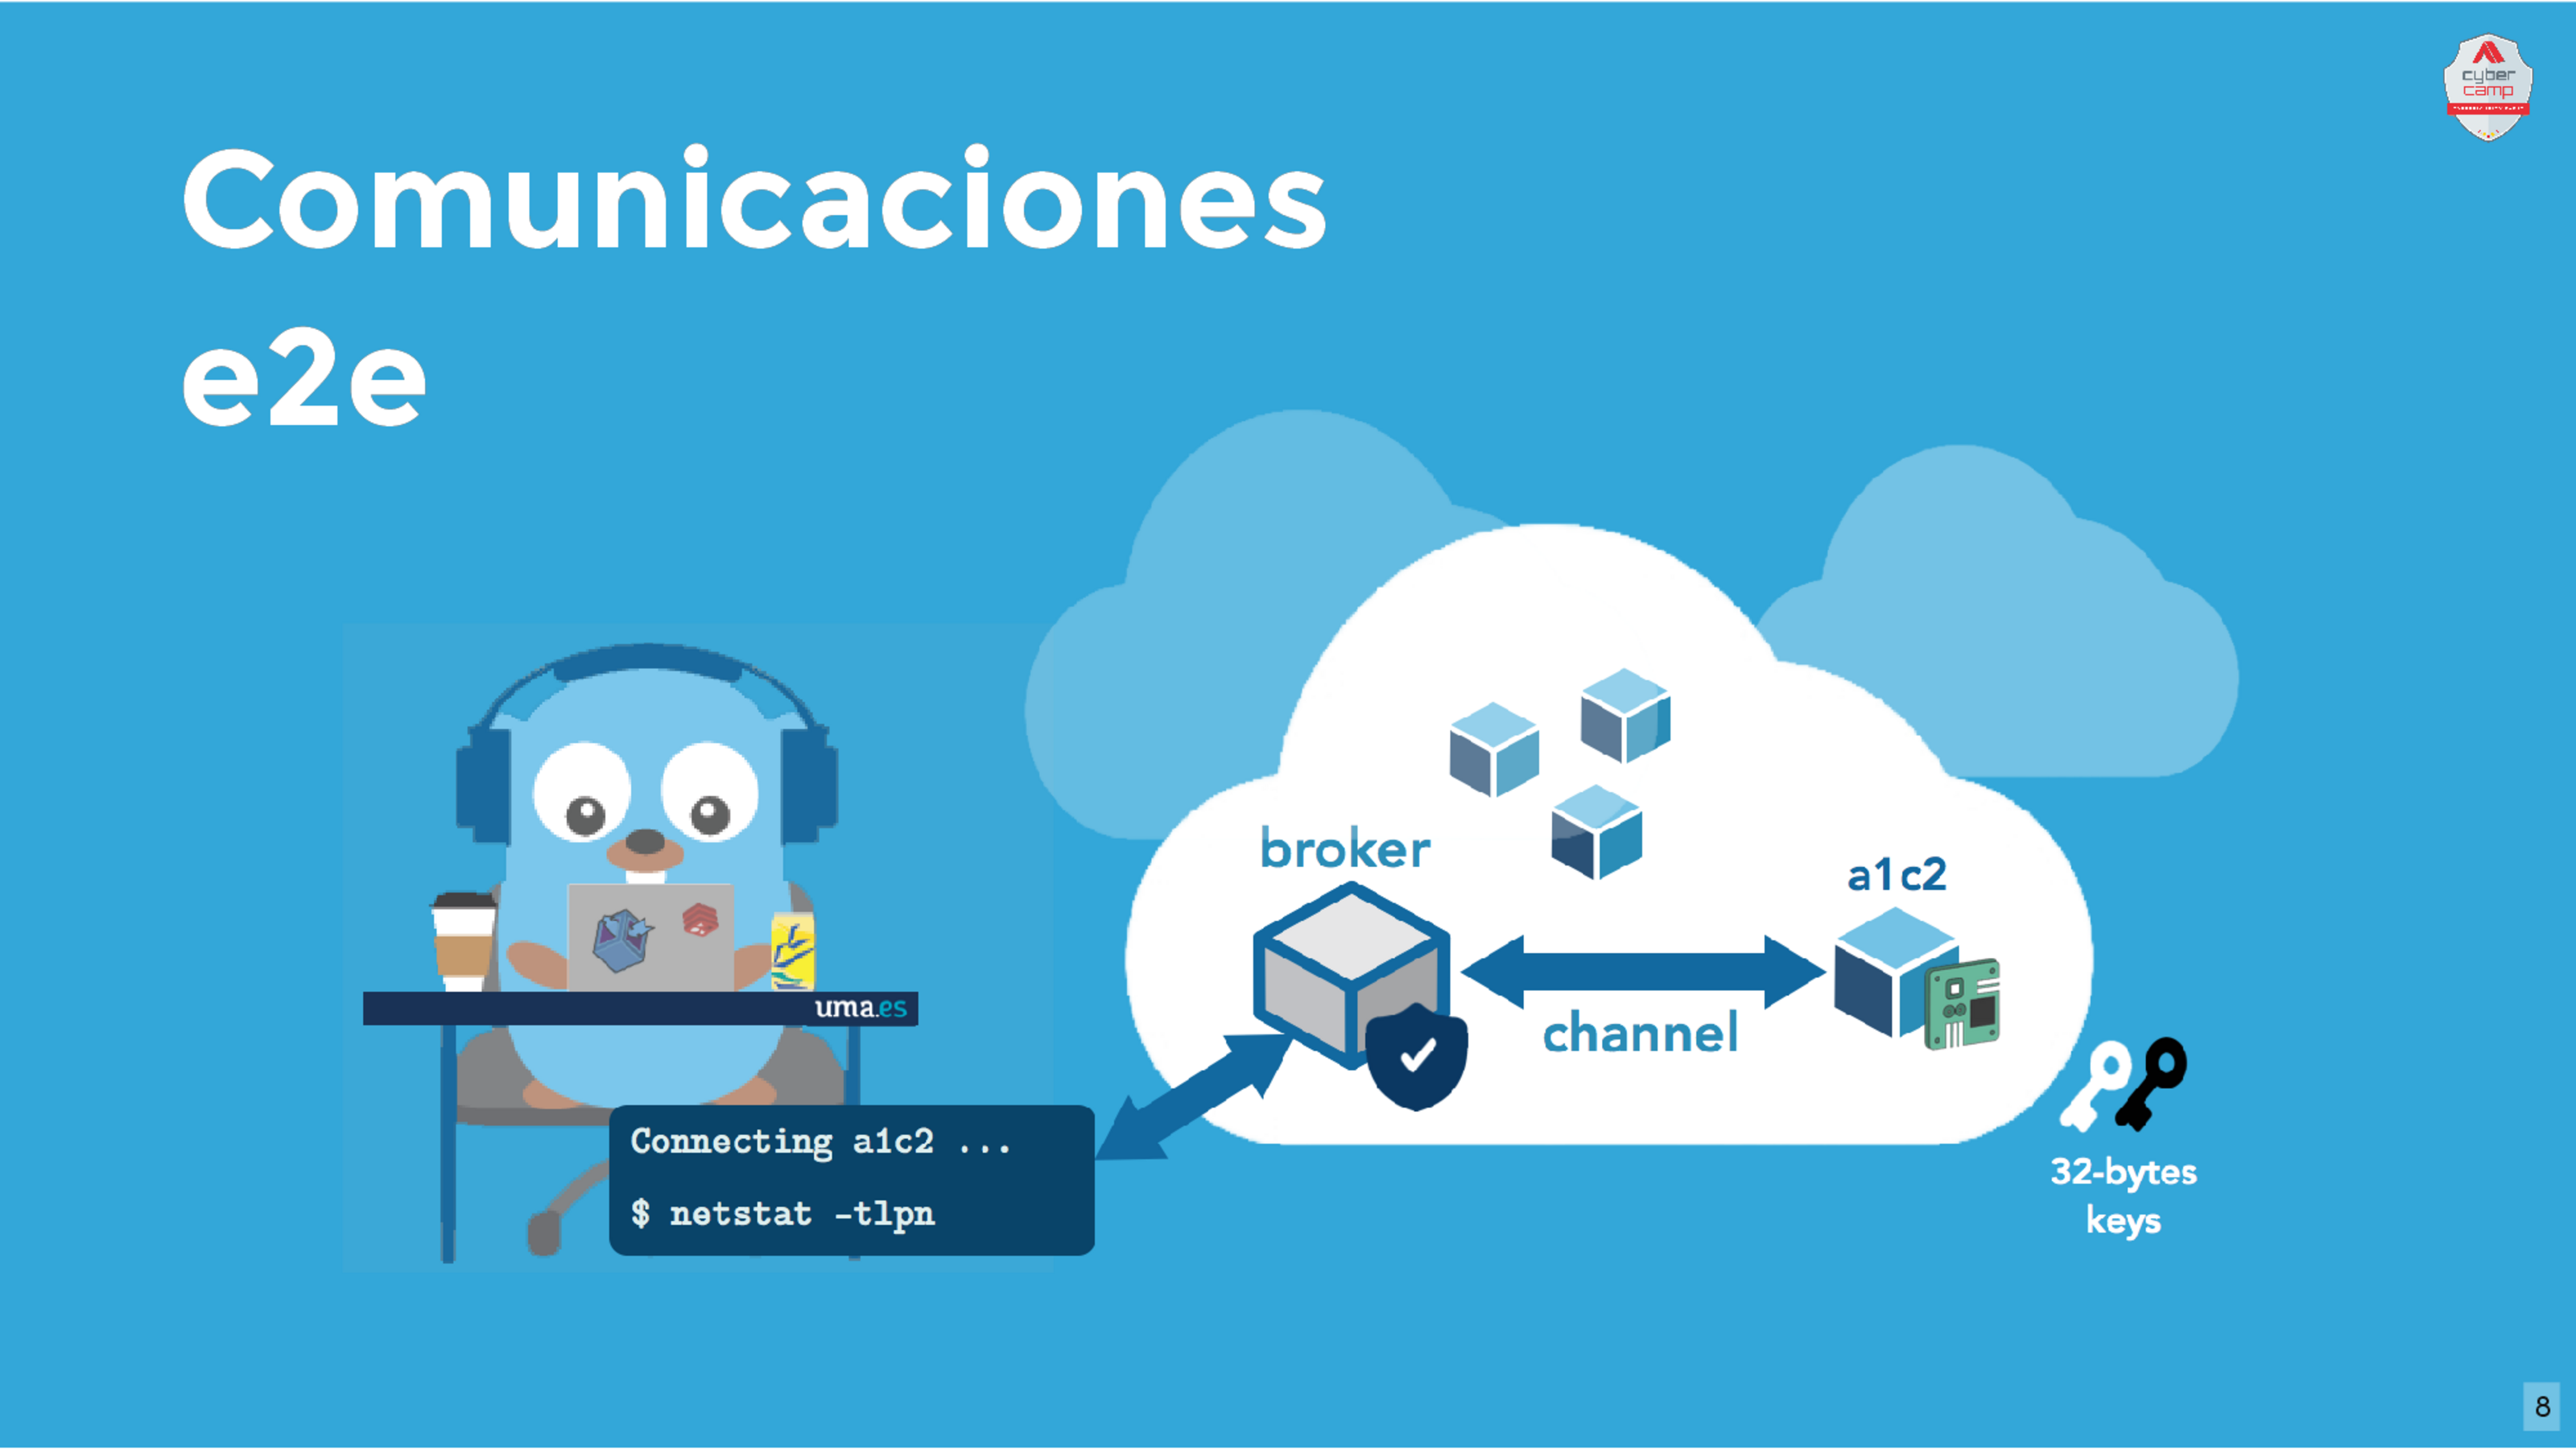 cyber
camp
Comunicaciones
e2e
broker
a1c2
channel
uma.es
Connecting a1c2 ...
$ netstat -tlpn
32-bytes
keys
8